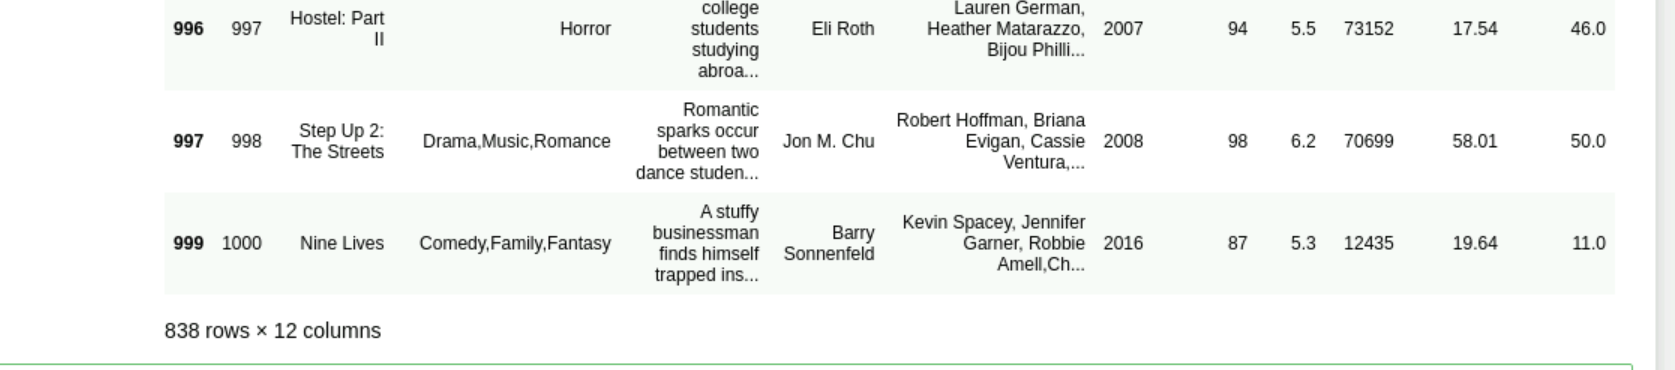 996 997 Hostel: Part II Horror college students studying abroa... Eli Roth Lauren German, Heather Matarazzo, Bijou Philli... 2007 94 5.5 73152 17.54 46.0
997 998 Step Up 2: The Streets Drama,Music,Romance Romantic sparks occur between two dance studen... Jon M. Chu Robert Hoffman, Briana Evigan, Cassie Ventura,... 2008 98 6.2 70699 58.01 50.0
999 1000 Nine Lives Comedy,Family,Fantasy A stuffy businessman finds himself trapped ins... Barry Sonnenfeld Kevin Spacey, Jennifer Garner, Robbie Amell,Ch... 2016 87 5.3 12435 19.64 11.0
838 rows × 12 columns